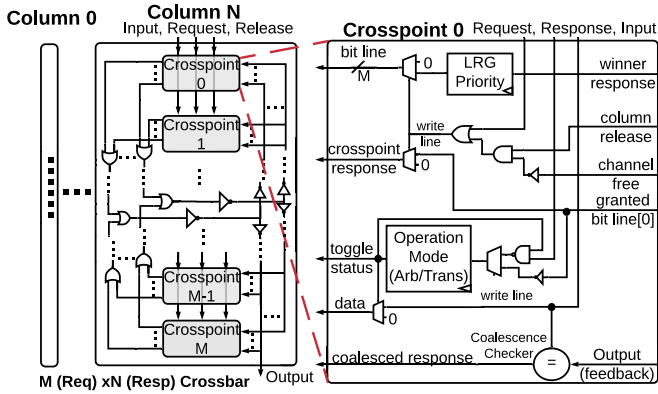 Column 0
Column N
Input, Request, Release
Crosspoint
0
Crosspoint
1
Crosspoint
M-1
Crosspoint
M
Output
M (Req) xN (Resp) Crossbar
Crosspoint 0
Request, Response, Input
bit line
M
0
LRG
Priority
winner
response
write
line
column
release
crosspoint
response
0
channel
free
granted
bit line[0]
toggle
status
Operation
Mode
(Arb/Trans)
write line
data
0
Coalescence
Checker
=
coalesced response
Output
(feedback)